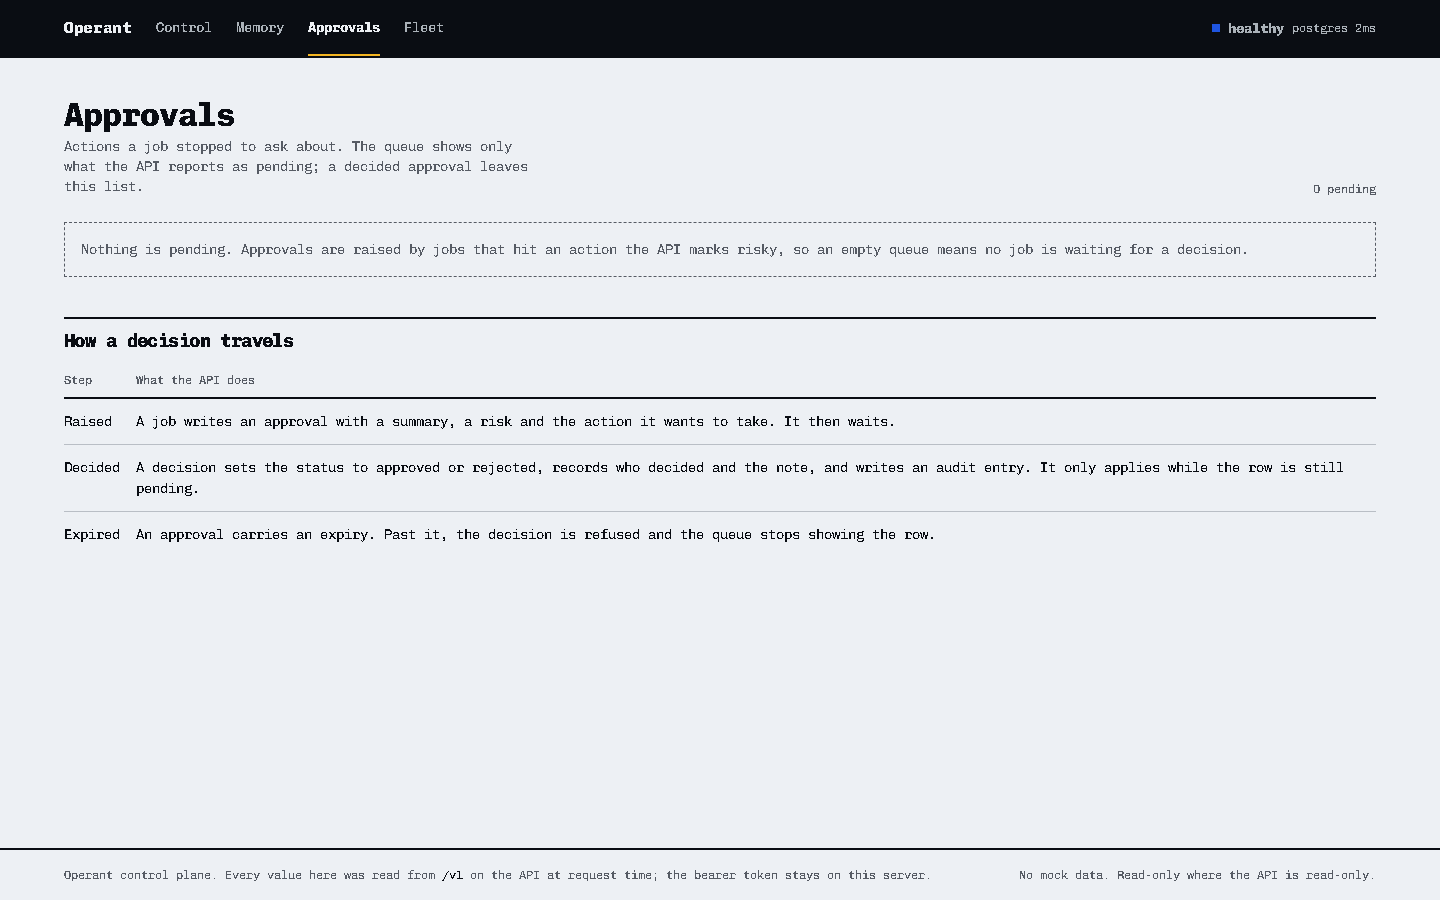 Operant Control Memory Approvals Fleet healthy postgres 2ms
Approvals
Actions a job stopped to ask about. The queue shows only
what the API reports as pending; a decided approval leaves
this list.
0 pending
Nothing is pending. Approvals are raised by jobs that hit an action the API marks risky, so an empty queue means no job is waiting for a decision.
How a decision travels
Step What the API does
Raised A job writes an approval with a summary, a risk and the action it wants to take. It then waits.
Decided A decision sets the status to approved or rejected, records who decided and the note, and writes an audit entry. It only applies while the row is still
pending.
Expired An approval carries an expiry. Past it, the decision is refused and the queue stops showing the row.
Operant control plane. Every value here was read from /v1 on the API at request time; the bearer token stays on this server. No mock data. Read-only where the API is read-only.